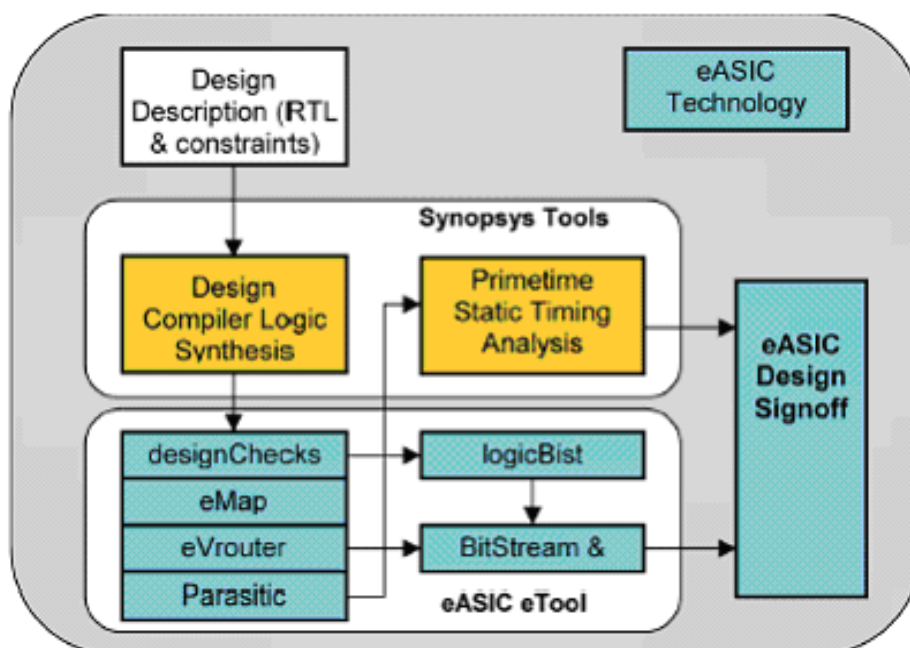 Design
Description (RTL
& constraints)
eASIC
Technology
Synopsys Tools
Design
Compiler Logic
Synthesis
Primetime
Static Timing
Analysis
eASIC
Design
Signoff
designChecks
logicBist
eMap
eVrouter
BitStream &
Parasitic
eASIC eTool